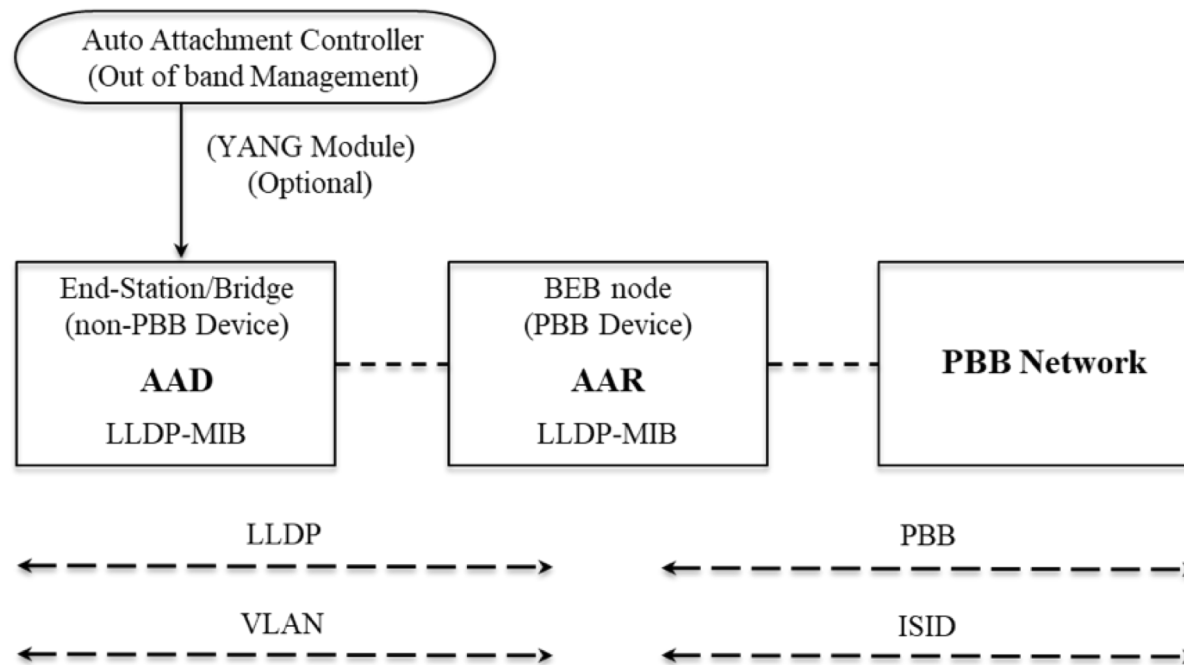 Auto Attachment Controller
(Out of band Management)
(YANG Module)
(Optional)
End-Station/Bridge
(non-PBB Device)
AAD
LLDP-MIB
BEB node
(PBB Device)
AAR
LLDP-MIB
PBB Network
LLDP
PBB
VLAN
ISID